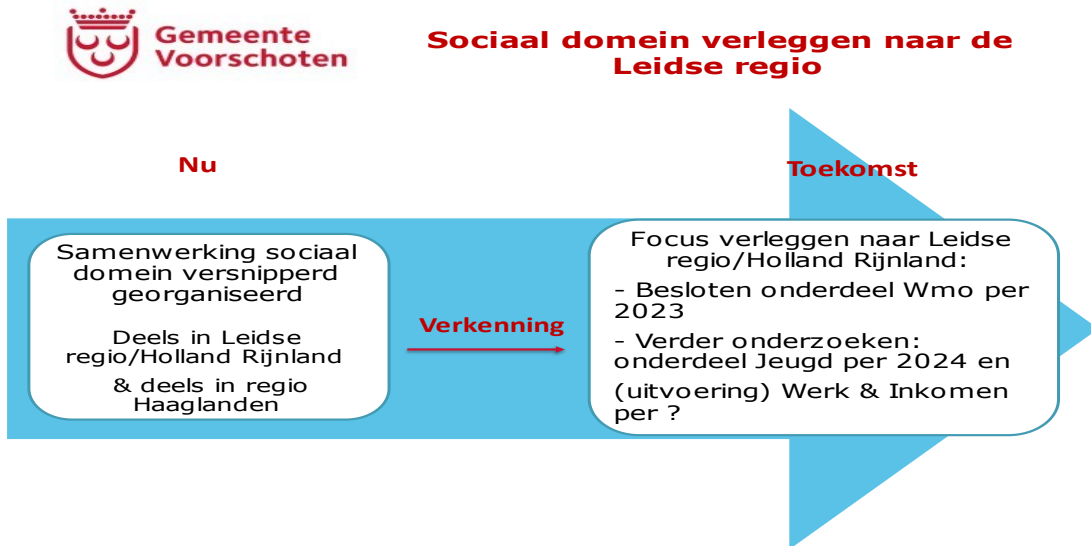 Gemeente
Voorschoten
Sociaal domein verleggen naar de
Leidse regio
Nu
Toekomst
Samenwerking sociaal
domein versnipperd
georganiseerd
Deels in Leidse
regio/Holland Rijnland
& deels in regio
Haaglanden
Verkenning
Focus verleggen naar Leidse
regio/Holland Rijnland:
- Besloten onderdeel Wmo per
2023
- Verder onderzoeken:
onderdeel Jeugd per 2024 en
(uitvoering) Werk & Inkomen
per ?